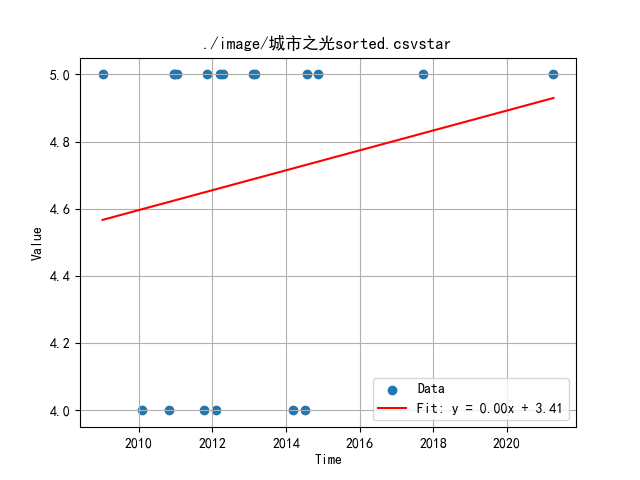 ./image/城市之光sorted.csvstar
5.0
4.8
4.6
4.4
4.2
4.0
Value
Data
Fit: y = 0.00x + 3.41
2010 2012 2014 2016 2018 2020
Time